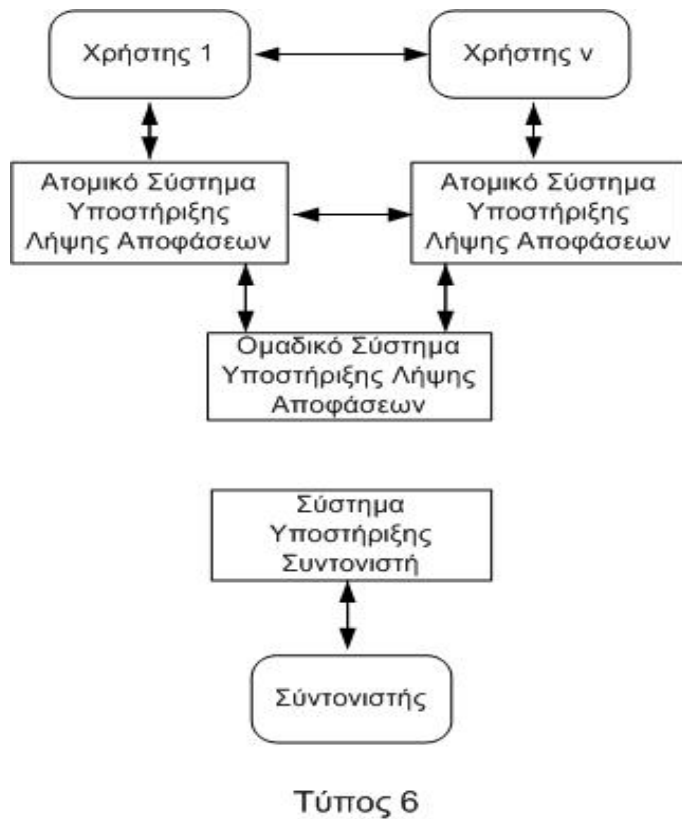 Χρήστης 1
Χρήστης ν
Ατομικό Σύστημα
Υποστήριξης
Λήψης Αποφάσεων
Ατομικό Σύστημα
Υποστήριξης
Λήψης Αποφάσεων
Ομαδικό Σύστημα
Υποστήριξης Λήψης
Αποφάσεων
Σύστημα
Υποστήριξης
Συντονιστή
Σύντονιστής
Τύπος 6